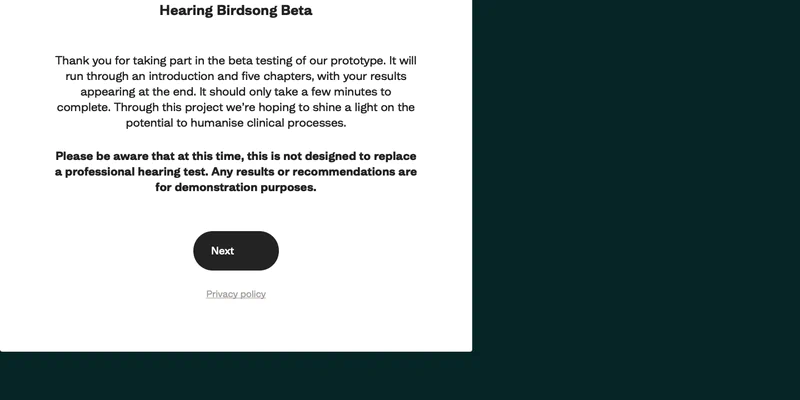 Hearing Birdsong Beta
Thank you for taking part in the beta testing of our prototype. It will
run through an introduction and five chapters, with your results
appearing at the end. It should only take a few minutes to
complete. Through this project we're hoping to shine a light on the
potential to humanise clinical processes.
Please be aware that at this time, this is not designed to replace
a professional hearing test. Any results or recommendations are
for demonstration purposes.
Next
Privacy policy